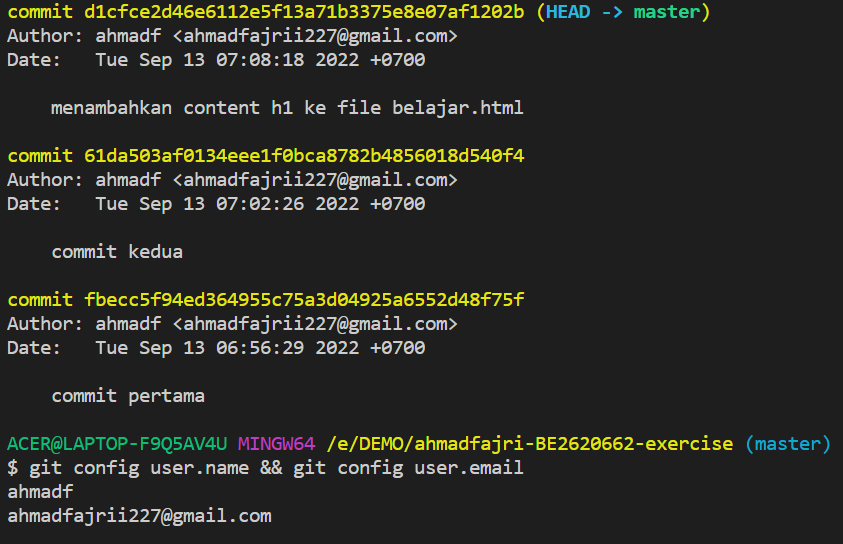 commit d1cfce2d46e6112e5f13a71b3375e8e07af1202b (HEAD -> master)
Author: ahmadf <ahmadfajrii227@gmail.com>
Date:   Tue Sep 13 07:08:18 2022 +0700
    menambahkan content h1 ke file belajar.html
commit 61da503af0134eee1f0bca8782b4856018d540f4
Author: ahmadf <ahmadfajrii227@gmail.com>
Date:   Tue Sep 13 07:02:26 2022 +0700
    commit kedua
commit fbecc5f94ed364955c75a3d04925a6552d48f75f
Author: ahmadf <ahmadfajrii227@gmail.com>
Date:   Tue Sep 13 06:56:29 2022 +0700
    commit pertama
ACER@LAPTOP-F9Q5AV4U MINGW64 /e/DEMO/ahmadfajri-BE2620662-exercise (master)
$ git config user.name && git config user.email
ahmadf
ahmadfajrii227@gmail.com